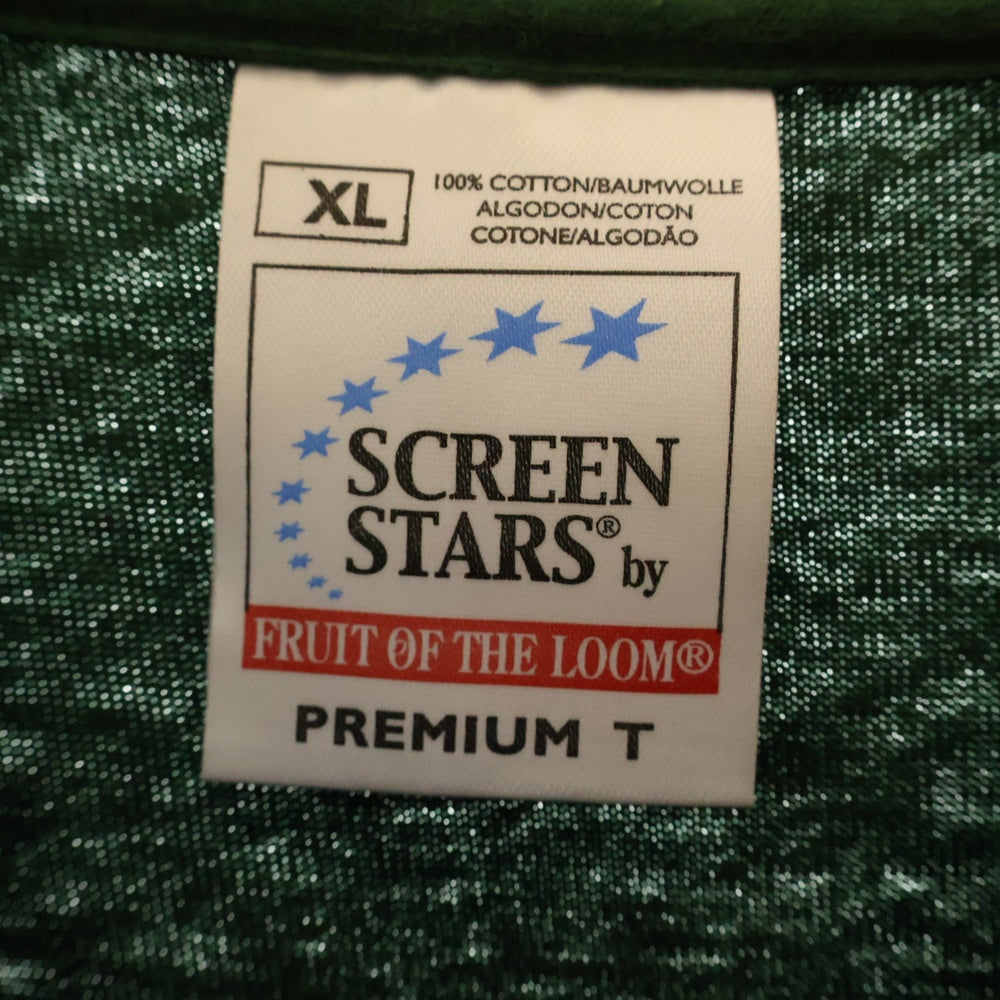 XL
100% COTTON/BAUMWOLLE
ALGODON/COTON
COTONE/ALGODÃO
SCREEN
STARS® by
FRUIT OF THE LOOM®
PREMIUM T